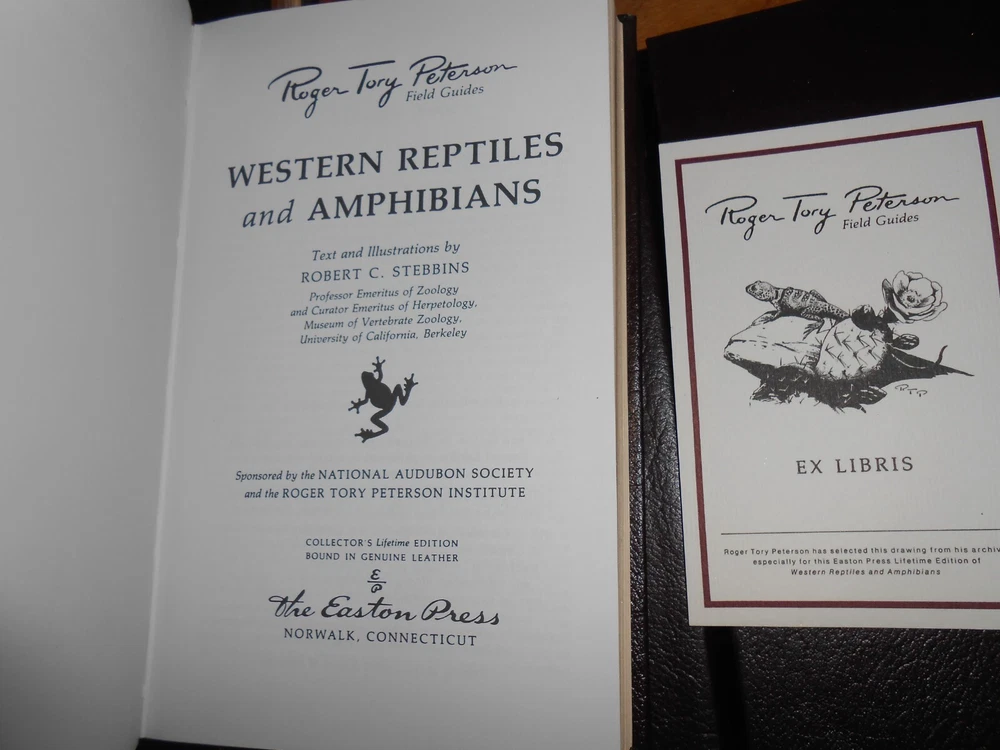 Roger Tory Peterson
Field Guides
WESTERN REPTILES
and AMPHIBIANS
Text and Illustrations by
ROBERT C. STEBBINS
Professor Emeritus of Zoology
and Curator Emeritus of Herpetology,
Museum of Vertebrate Zoology,
University of California, Berkeley
Sponsored by the NATIONAL AUDUBON SOCIETY
and the ROGER TORY PETERSON INSTITUTE
COLLECTOR'S Lifetime EDITION
BOUND IN GENUINE LEATHER
E
P
the Easton Press
NORWALK, CONNECTICUT
Roger Tory Peterson
Field Guides
RTP
EX LIBRIS
Roger Tory Peterson has selected this drawing from his archiv
especially for this Easton Press Lifetime Edition of
Western Reptiles and Amphibians